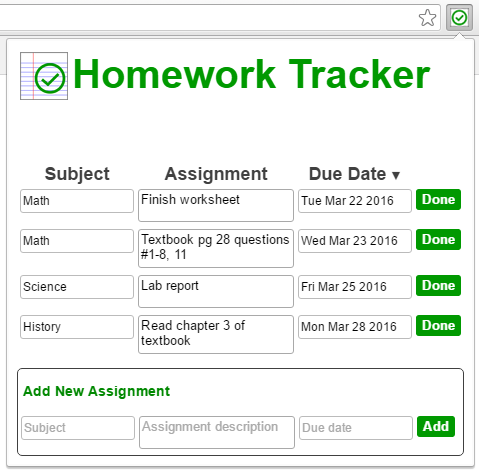 Homework Tracker
Subject Assignment Due Date ▼
Math Finish worksheet Tue Mar 22 2016 Done
Math Textbook pg 28 questions Wed Mar 23 2016 Done
#1-8, 11
Science Lab report Fri Mar 25 2016 Done
History Read chapter 3 of Mon Mar 28 2016 Done
textbook
Add New Assignment
Subject Assignment description Due date Add